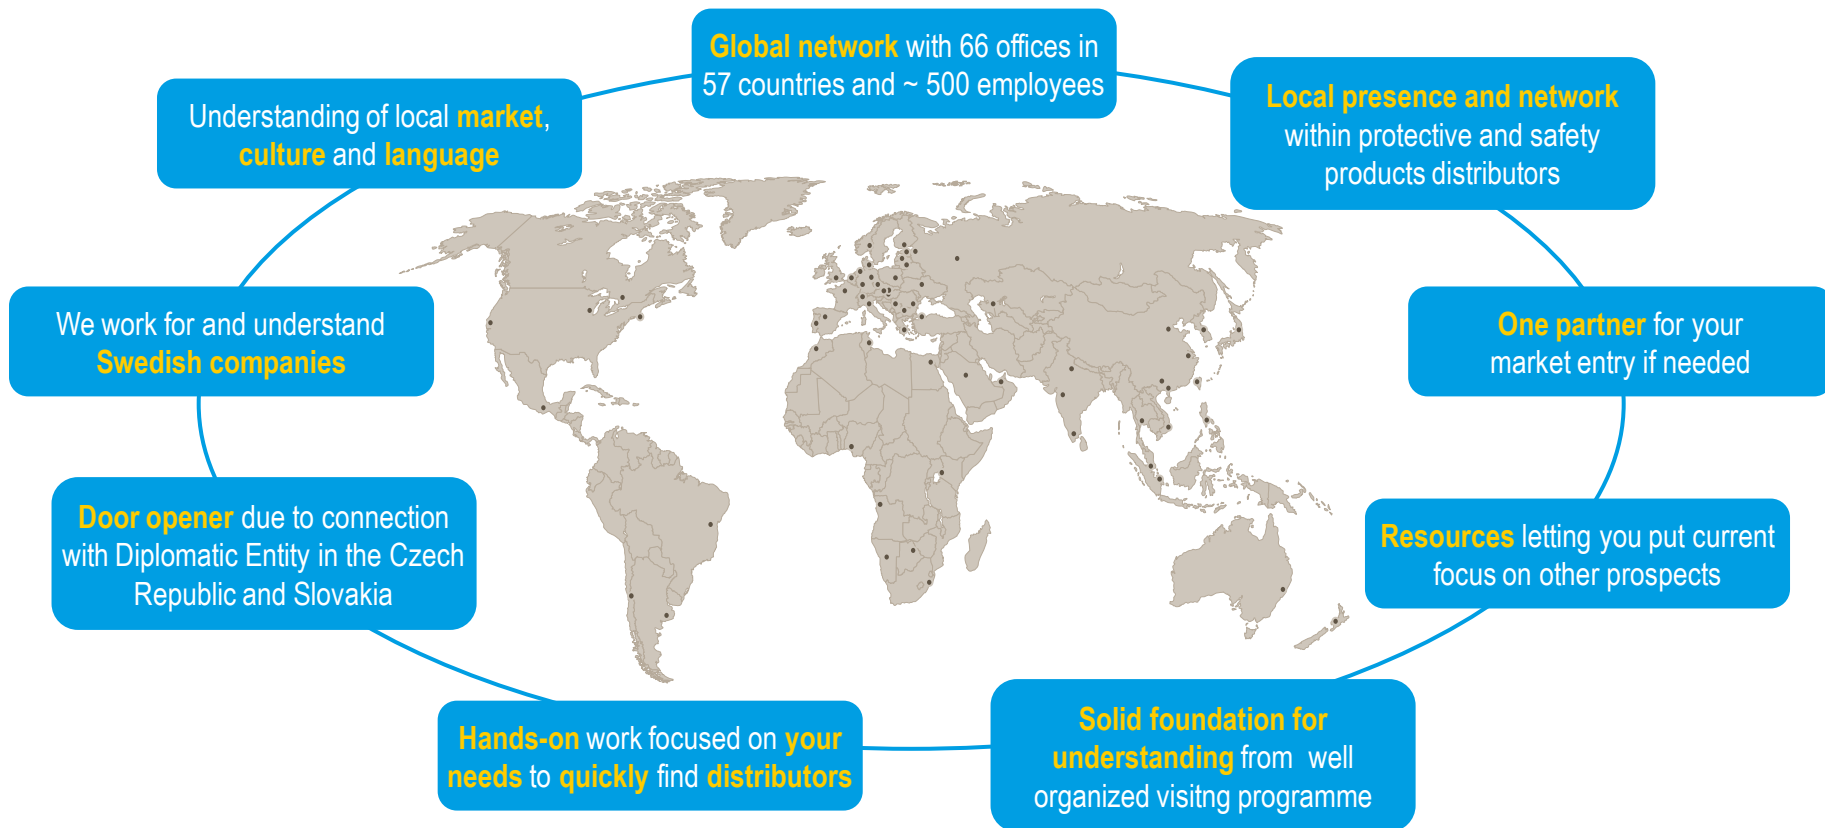 Global network with 66 offices in
57 countries and ~ 500 employees
Local presence and network
within protective and safety
products distributors
Understanding of local market,
culture and language
We work for and understand
Swedish companies
One partner for your
market entry if needed
Door opener due to connection
with Diplomatic Entity in the Czech
Republic and Slovakia
Resources letting you put current
focus on other prospects
Hands-on work focused on your
needs to quickly find distributors
Solid foundation for
understanding from well
organized visitng programme